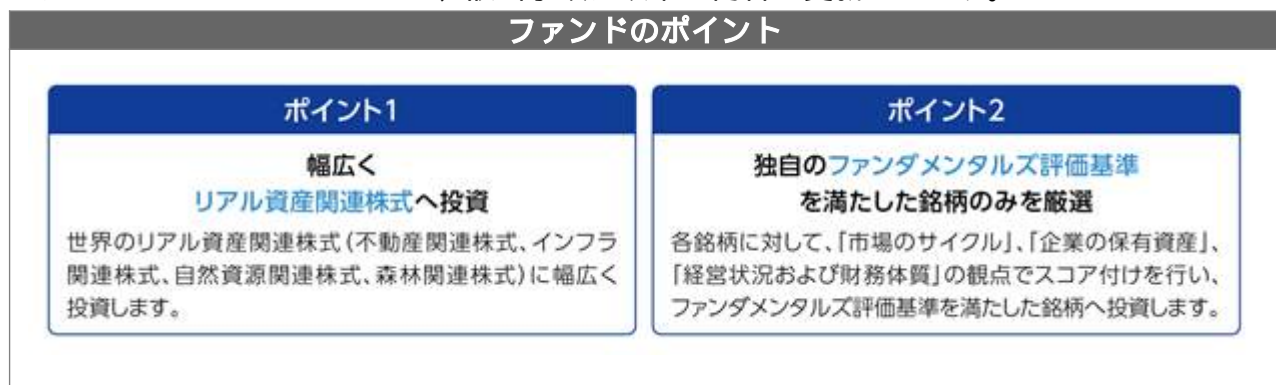 ファンドのポイント
ポイント1
幅広く
リアル資産関連株式へ投資
世界のリアル資産関連株式(不動産関連株式、インフラ
関連株式、自然資源関連株式、森林関連株式)に幅広く
投資します。
ポイント2
独自のファンダメンタルズ評価基準
を満たした銘柄のみを厳選
各銘柄に対して、「市場のサイクル」、「企業の保有資産」、
「経営状況および財務体質」の観点でスコア付けを行い、
ファンダメンタルズ評価基準を満たした銘柄へ投資します。